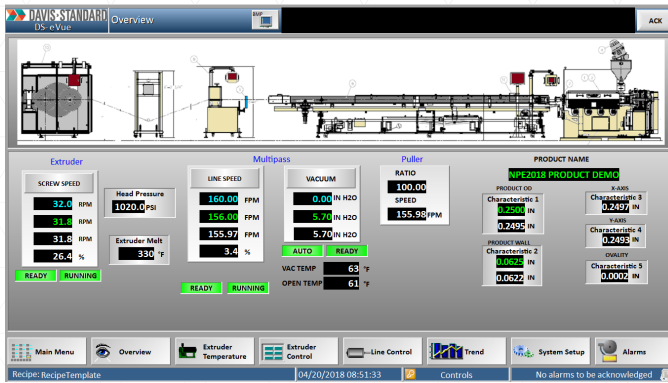 DAVIS-STANDARD
DS-eVue
Overview
BMP
ACK
Extruder
Multipass
Puller
PRODUCT NAME
NPE2018 PRODUCT DEMO
SCREW SPEED
32.0 RPM
31.8 RPM
31.8 RPM
26.4 %
READY RUNNING
Head Pressure
1020.0 PSI
Extruder Melt
330 °F
LINE SPEED
160.00 FPM
156.00 FPM
155.97 FPM
3.4 %
READY RUNNING
VACUUM
0.00 IN H2O
5.70 IN H2O
5.70 IN H2O
AUTO READY
VAC TEMP 63 °F
OPEN TEMP 61 °F
RATIO
100.00
SPEED
155.98 FPM
PRODUCT OD
Characteristic 1
0.2500 IN
0.2495 IN
PRODUCT WALL
Characteristic 2
0.0625 IN
0.0622 IN
X-AXIS
Characteristic 3
0.2497 IN
Y-AXIS
Characteristic 4
0.2493 IN
OVALITY
Characteristic 5
0.0002 IN
Main Menu
Overview
Extruder
Temperature
Extruder
Control
Line Control
Trend
System Setup
Alarms
Recipe: RecipeTemplate
04/20/2018 08:51:33
Controls
No alarms to be acknowledged